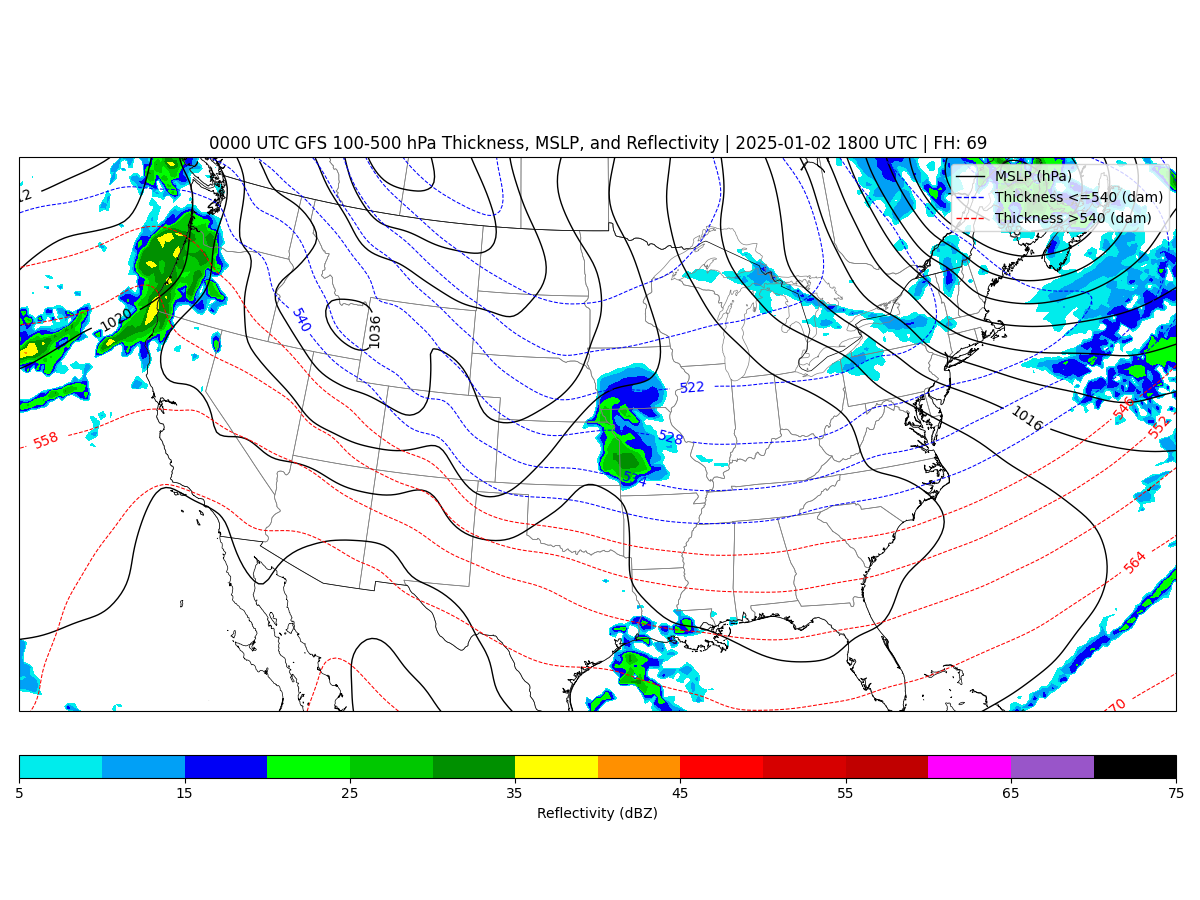 0000 UTC GFS 100-500 hPa Thickness, MSLP, and Reflectivity | 2025-01-02 1800 UTC | FH: 69
MSLP (hPa)
Thickness <=540 (dam)
Thickness >540 (dam)
12
1020
540
1036
522
528
534
558
1016
546
552
564
70
5 15 25 35 45 55 65 75
Reflectivity (dBZ)